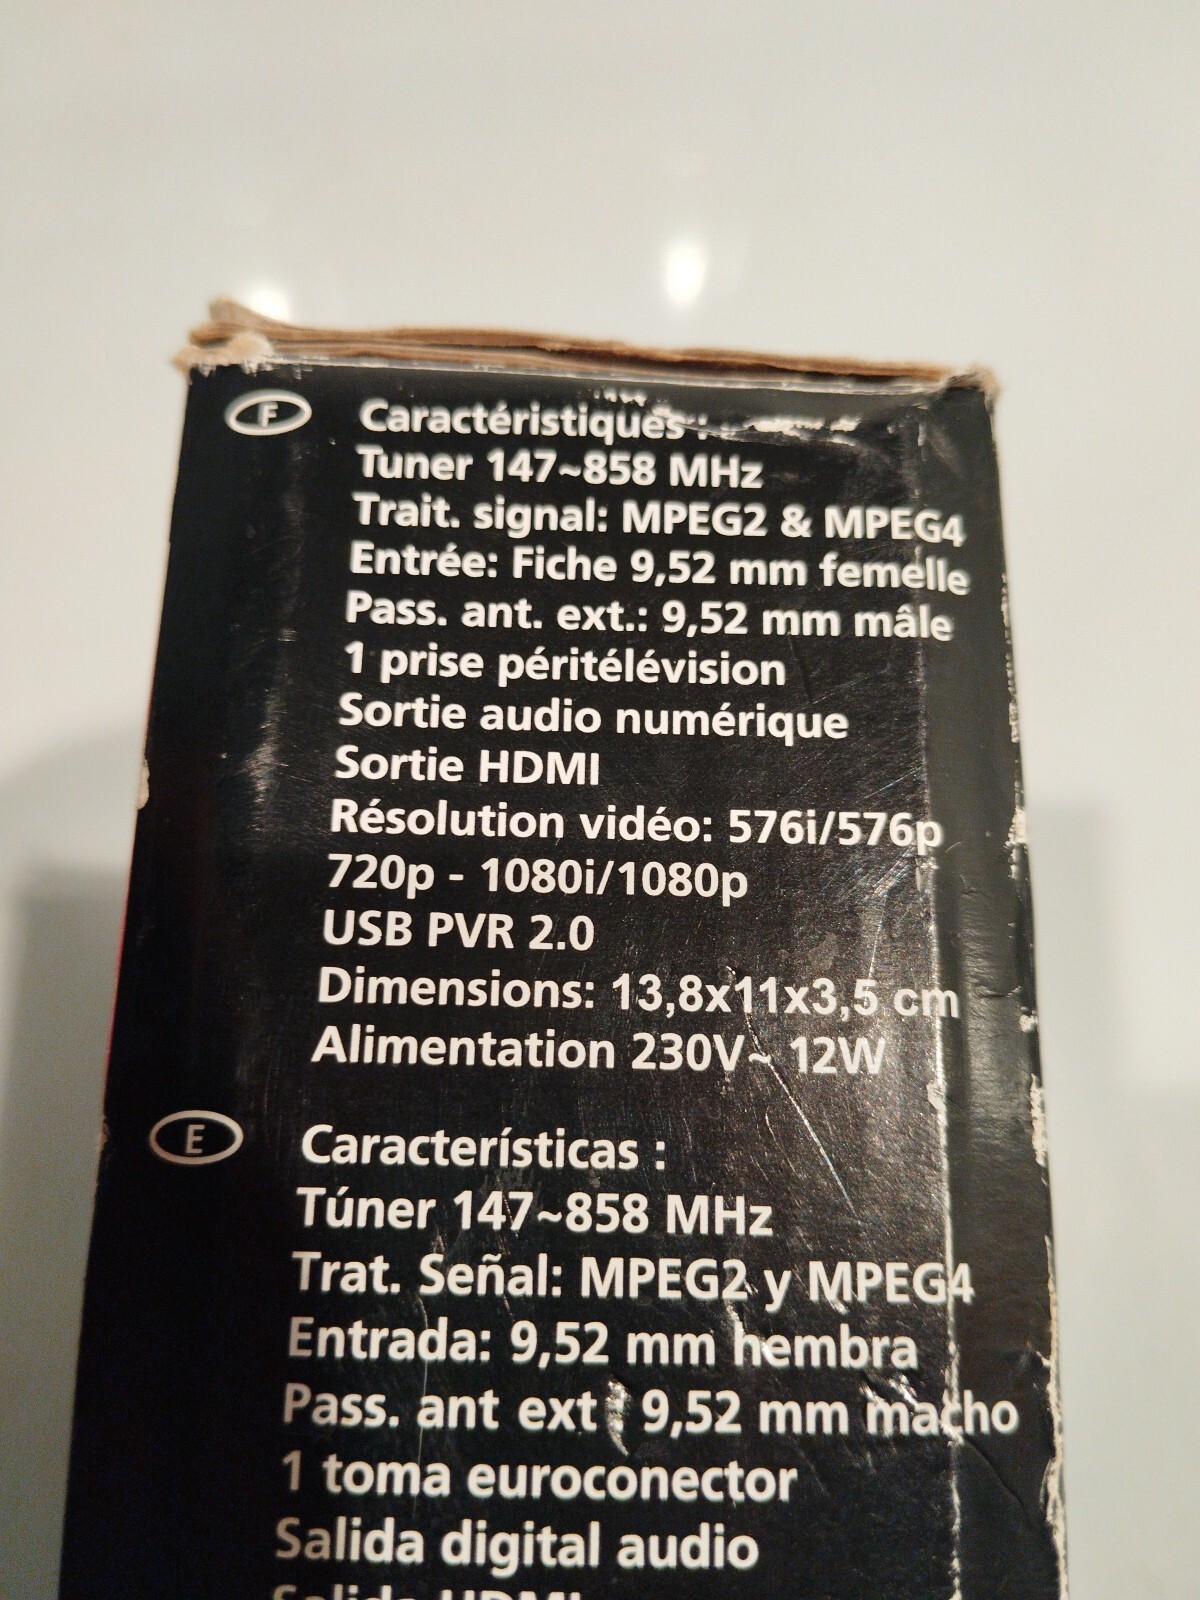 F
Caractéristiques :
Tuner 147~858 MHz
Trait. signal: MPEG2 & MPEG4
Entrée: Fiche 9,52 mm femelle
Pass. ant. ext.: 9,52 mm mâle
1 prise péritélévision
Sortie audio numérique
Sortie HDMI
Résolution vidéo: 576i/576p
720p - 1080i/1080p
USB PVR 2.0
Dimensions: 13,8x11x3,5 cm
Alimentation 230V~ 12W
E
Características :
Túner 147~858 MHz
Trat. Señal: MPEG2 y MPEG4
Entrada: 9,52 mm hembra
Pass. ant ext : 9,52 mm macho
1 toma euroconector
Salida digital audio
Salida HDMI